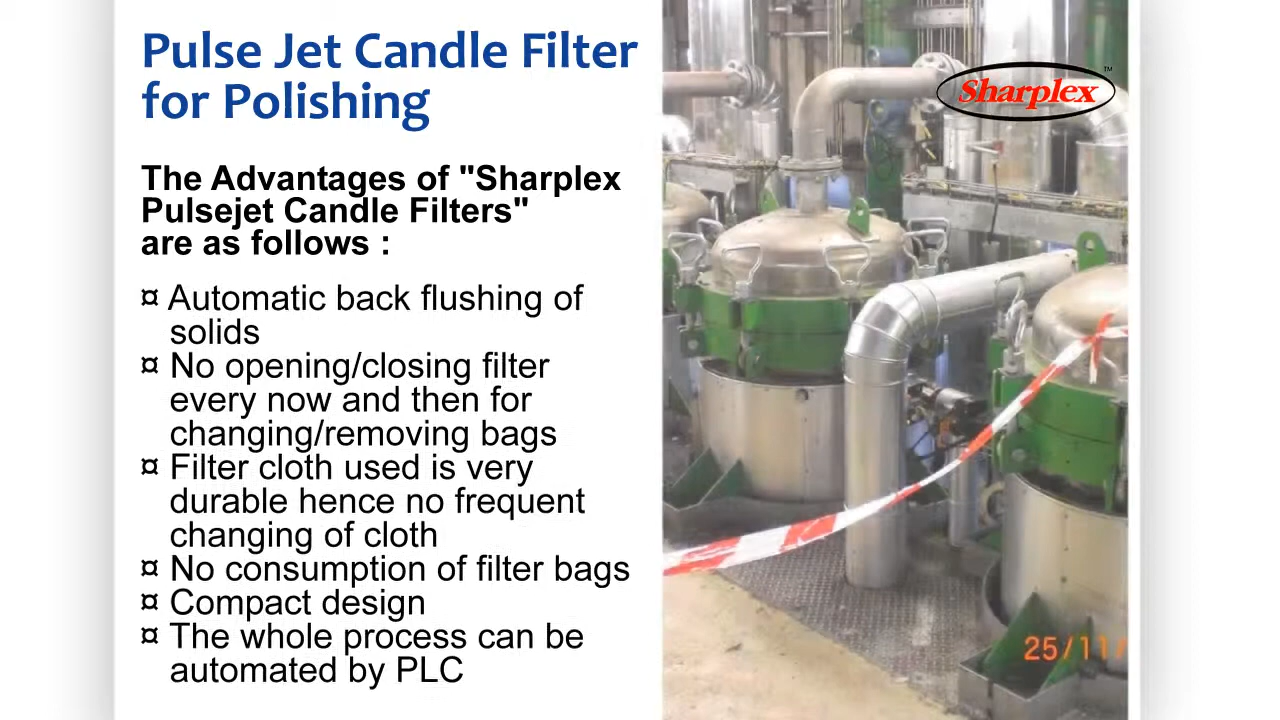 Pulse Jet Candle Filter
for Polishing
Sharplex™
The Advantages of "Sharplex
Pulsejet Candle Filters"
are as follows :
¤ Automatic back flushing of
solids
¤ No opening/closing filter
every now and then for
changing/removing bags
¤ Filter cloth used is very
durable hence no frequent
changing of cloth
¤ No consumption of filter bags
¤ Compact design
¤ The whole process can be
automated by PLC
25/11/